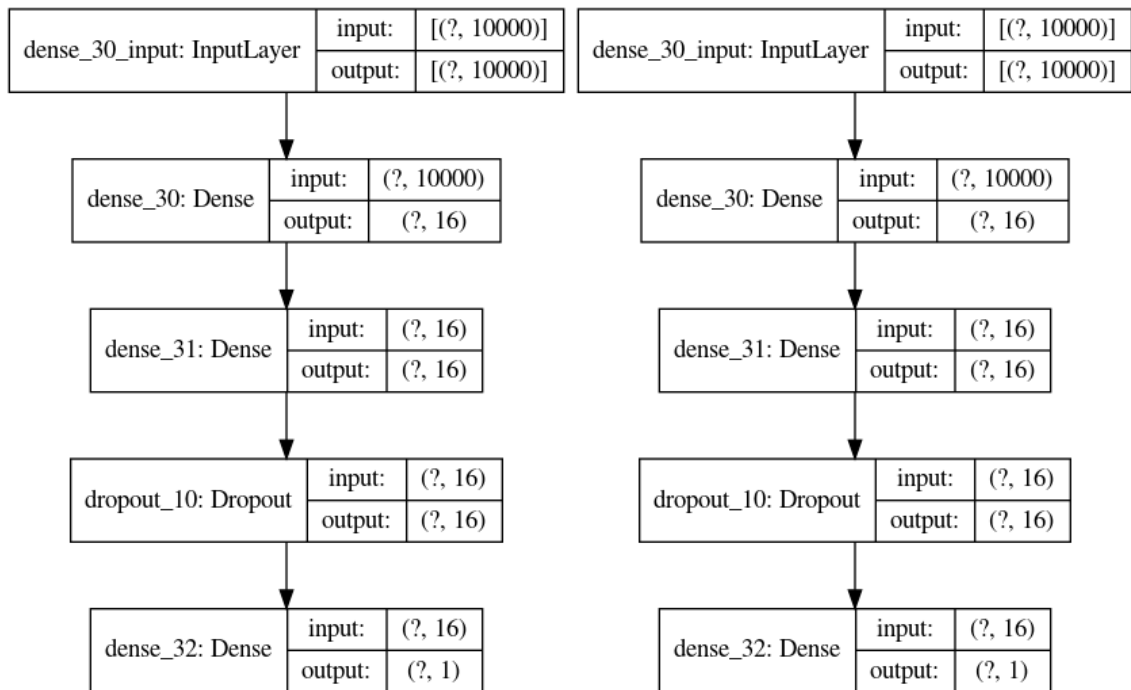 dense_30_input: InputLayer
input: [(?, 10000)]
output: [(?, 10000)]
dense_30: Dense
input: (?, 10000)
output: (?, 16)
dense_31: Dense
input: (?, 16)
output: (?, 16)
dropout_10: Dropout
input: (?, 16)
output: (?, 16)
dense_32: Dense
input: (?, 16)
output: (?, 1)
dense_30_input: InputLayer
input: [(?, 10000)]
output: [(?, 10000)]
dense_30: Dense
input: (?, 10000)
output: (?, 16)
dense_31: Dense
input: (?, 16)
output: (?, 16)
dropout_10: Dropout
input: (?, 16)
output: (?, 16)
dense_32: Dense
input: (?, 16)
output: (?, 1)